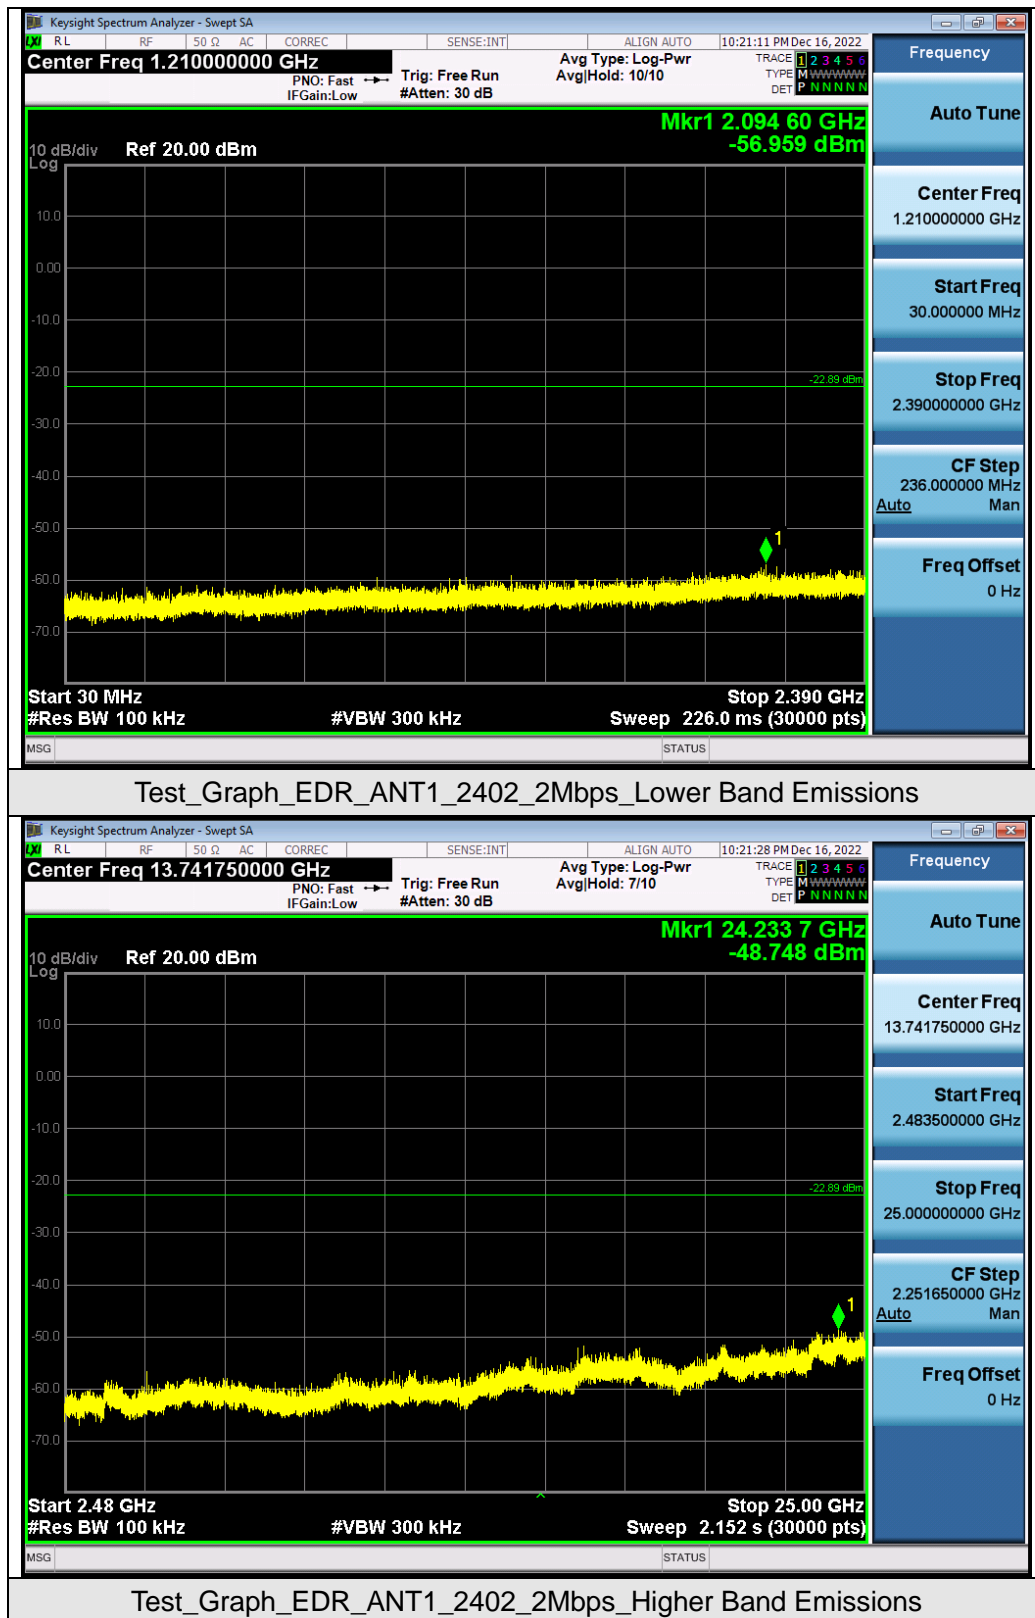 Keysight Spectrum Analyzer - Swept SA
LXI RL RF 50 Ω AC CORREC SENSE:INT ALIGN AUTO 10:21:11 PM Dec 16, 2022
Center Freq 1.210000000 GHz
PNO: Fast
IFGain:Low
Trig: Free Run
#Atten: 30 dB
Avg Type: Log-Pwr
Avg|Hold: 10/10
TRACE 1 2 3 4 5 6
TYPE M WWWWW
DET P N N N N N
Mkr1 2.094 60 GHz
-56.959 dBm
10 dB/div Ref 20.00 dBm
Log
10.0
0.00
-10.0
-20.0
-22.89 dBm
-30.0
-40.0
-50.0
1
-60.0
-70.0
Start 30 MHz Stop 2.390 GHz
#Res BW 100 kHz #VBW 300 kHz Sweep 226.0 ms (30000 pts)
MSG STATUS
Frequency
Auto Tune
Center Freq
1.210000000 GHz
Start Freq
30.000000 MHz
Stop Freq
2.390000000 GHz
CF Step
236.000000 MHz
Auto Man
Freq Offset
0 Hz
Test_Graph_EDR_ANT1_2402_2Mbps_Lower Band Emissions
Keysight Spectrum Analyzer - Swept SA
LXI RL RF 50 Ω AC CORREC SENSE:INT ALIGN AUTO 10:21:28 PM Dec 16, 2022
Center Freq 13.741750000 GHz
PNO: Fast
IFGain:Low
Trig: Free Run
#Atten: 30 dB
Avg Type: Log-Pwr
Avg|Hold: 7/10
TRACE 1 2 3 4 5 6
TYPE M WWWWW
DET P N N N N N
Mkr1 24.233 7 GHz
-48.748 dBm
10 dB/div Ref 20.00 dBm
Log
10.0
0.00
-10.0
-20.0
-22.89 dBm
-30.0
-40.0
1
-50.0
-60.0
-70.0
Start 2.48 GHz Stop 25.00 GHz
#Res BW 100 kHz #VBW 300 kHz Sweep 2.152 s (30000 pts)
MSG STATUS
Frequency
Auto Tune
Center Freq
13.741750000 GHz
Start Freq
2.483500000 GHz
Stop Freq
25.000000000 GHz
CF Step
2.251650000 GHz
Auto Man
Freq Offset
0 Hz
Test_Graph_EDR_ANT1_2402_2Mbps_Higher Band Emissions